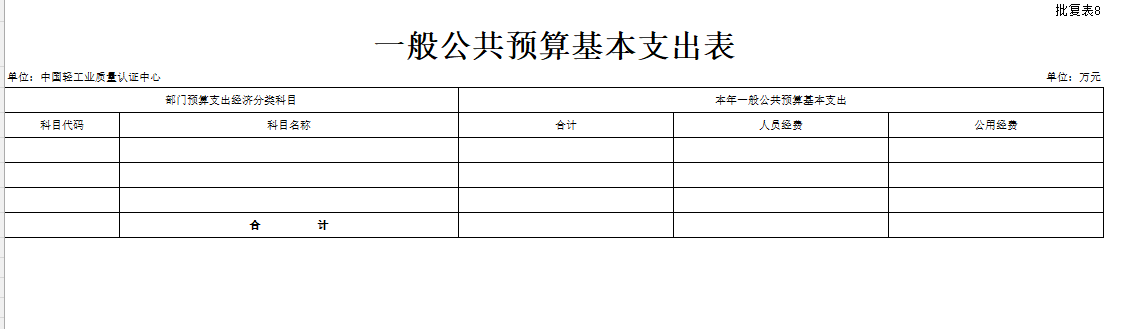 批复表8
一般公共预算基本支出表
单位：中国轻工业质量认证中心 单位：万元
部门预算支出经济分类科目 本年一般公共预算基本支出
科目代码 科目名称 合计 人员经费 公用经费
合 计